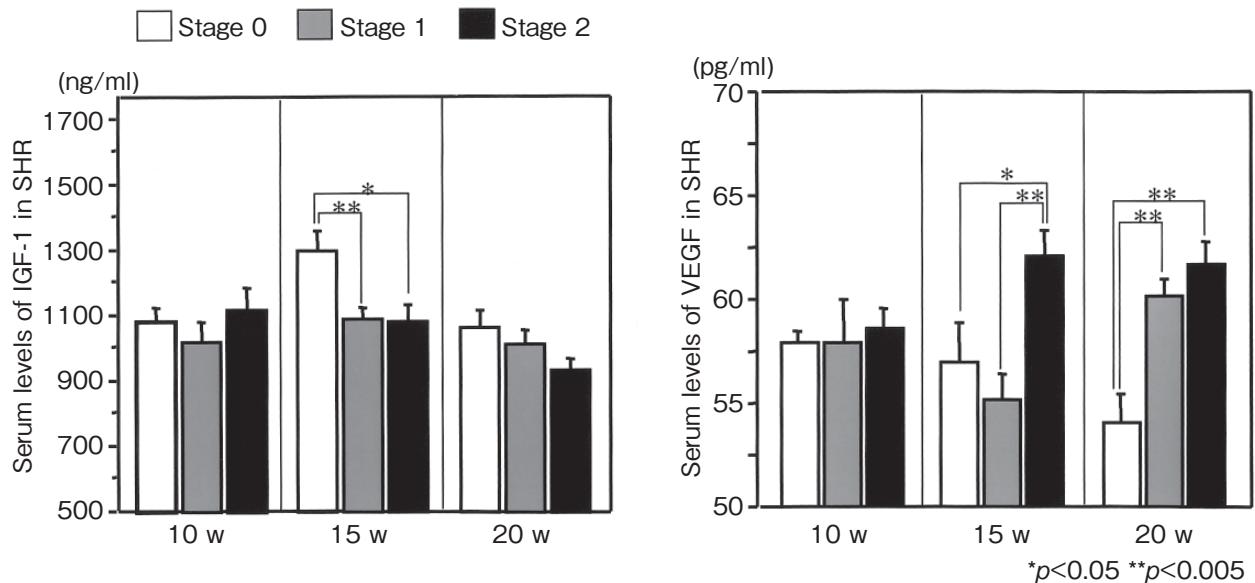 Stage 0 Stage 1 Stage 2
(ng/ml)
Serum levels of IGF-1 in SHR
1700
1500
1300
1100
900
700
500
* 
**
10 w 15 w 20 w
(pg/ml)
Serum levels of VEGF in SHR
70
65
60
55
50
*
**
**
**
10 w 15 w 20 w
*p<0.05 **p<0.005